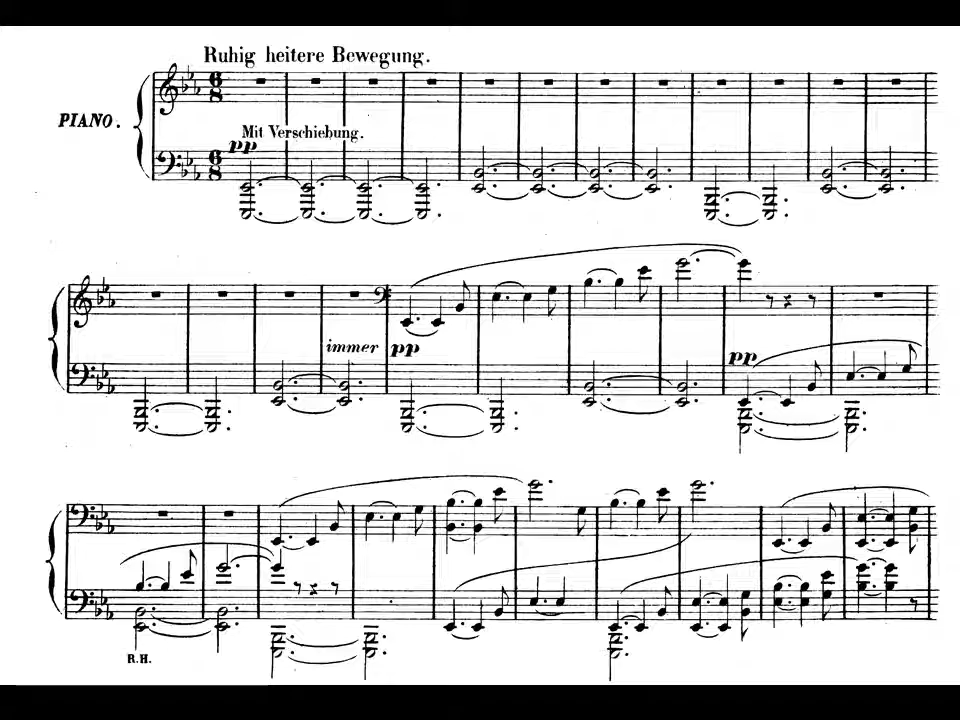 Ruhig heitere Bewegung.
PIANO.
Mit Verschiebung.
pp
immer pp
pp
R.H.